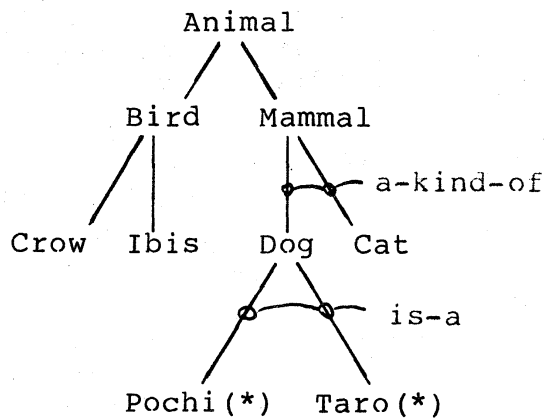 Animal
Bird Mammal
a-kind-of
Crow Ibis Dog Cat
is-a
Pochi(*) Taro(*)